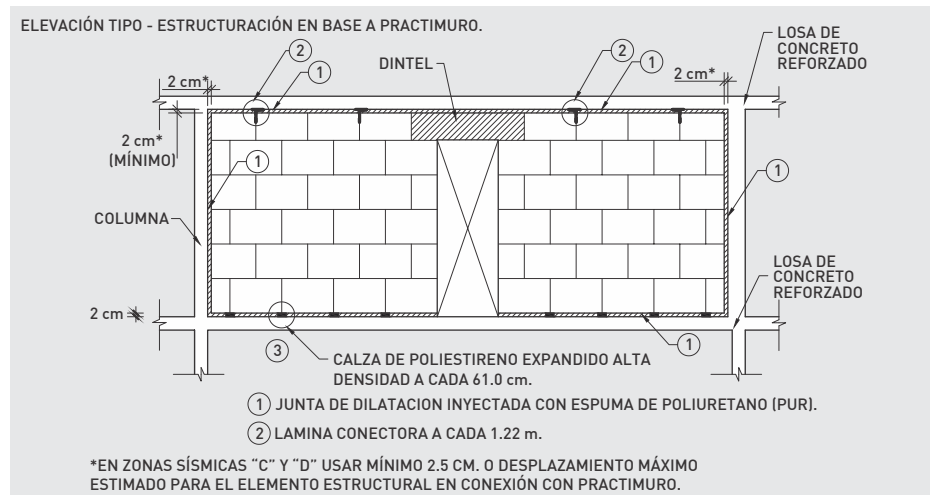 ELEVACIÓN TIPO - ESTRUCTURACIÓN EN BASE A PRACTIMURO.
LOSA DE
CONCRETO
REFORZADO
2
1
DINTEL
2
1
2 cm*
2 cm*
2 cm*
(MÍNIMO)
1
1
COLUMNA
LOSA DE
CONCRETO
REFORZADO
2 cm
3
1
CALZA DE POLIESTIRENO EXPANDIDO ALTA
DENSIDAD A CADA 61.0 cm.
1 JUNTA DE DILATACION INYECTADA CON ESPUMA DE POLIURETANO (PUR).
2 LAMINA CONECTORA A CADA 1.22 m.
*EN ZONAS SÍSMICAS “C” Y “D” USAR MÍNIMO 2.5 CM. O DESPLAZAMIENTO MÁXIMO
ESTIMADO PARA EL ELEMENTO ESTRUCTURAL EN CONEXIÓN CON PRACTIMURO.